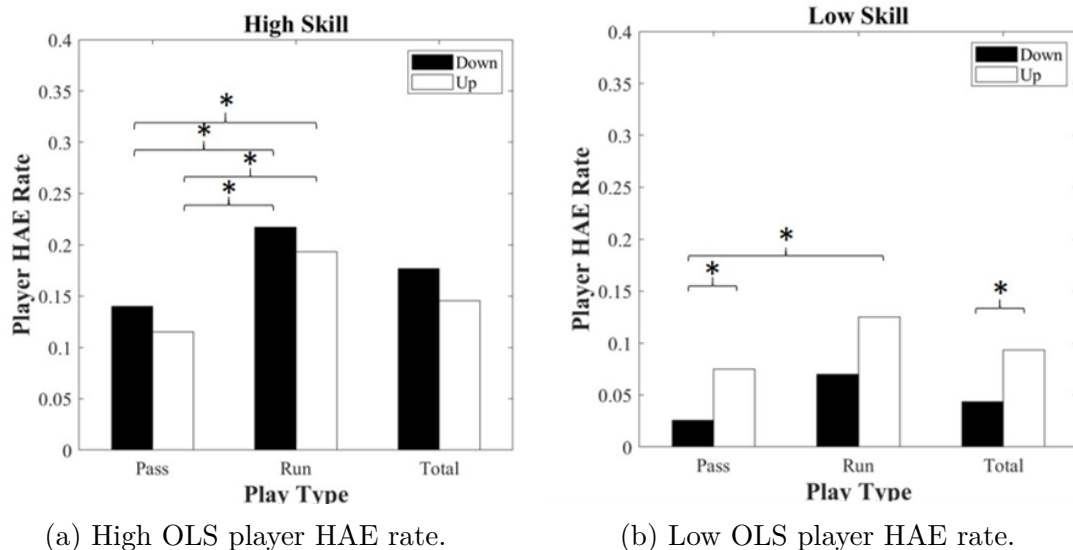 High Skill
0.4
0.35
0.3
0.25
0.2
0.15
0.1
0.05
0
Player HAE Rate
Down
Up
*
*
*
*
Pass Run Total
Play Type
(a) High OLS player HAE rate.
Low Skill
0.4
0.35
0.3
0.25
0.2
0.15
0.1
0.05
0
Player HAE Rate
Down
Up
*
*
*
Pass Run Total
Play Type
(b) Low OLS player HAE rate.